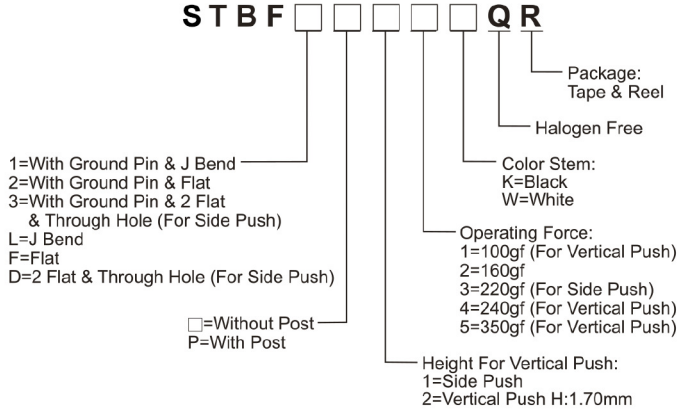 STBF□□□□□QR
Package:
Tape & Reel
Halogen Free
Color Stem:
K=Black
W=White
Operating Force:
1=100gf (For Vertical Push)
2=160gf
3=220gf (For Side Push)
4=240gf (For Vertical Push)
5=350gf (For Vertical Push)
Height For Vertical Push:
1=Side Push
2=Vertical Push H:1.70mm
□=Without Post
P=With Post
1=With Ground Pin & J Bend
2=With Ground Pin & Flat
3=With Ground Pin & 2 Flat
& Through Hole (For Side Push)
L=J Bend
F=Flat
D=2 Flat & Through Hole (For Side Push)